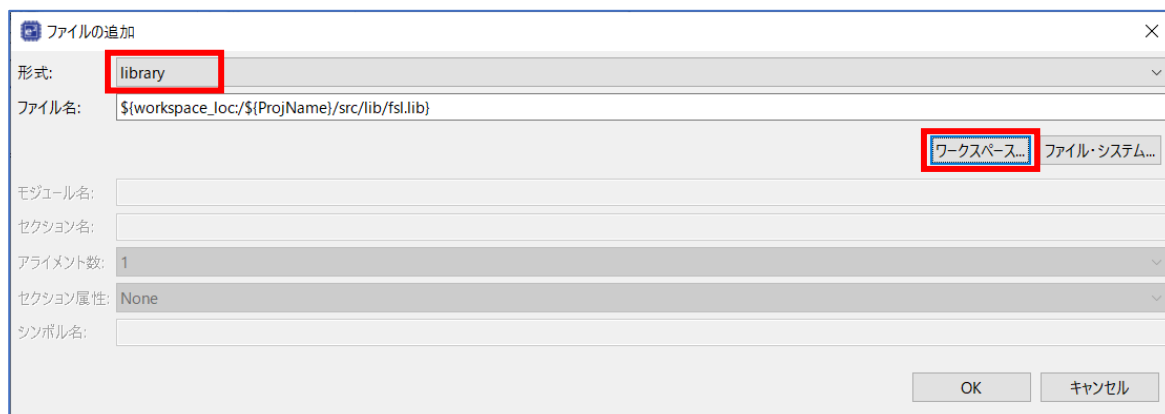 ファイルの追加
形式: library
ファイル名: ${workspace_loc:/${ProjName}/src/lib/fsl.lib}
ワークスペース... ファイル・システム...
モジュール名:
セクション名:
アライメント数: 1
セクション属性: None
シンボル名:
OK キャンセル